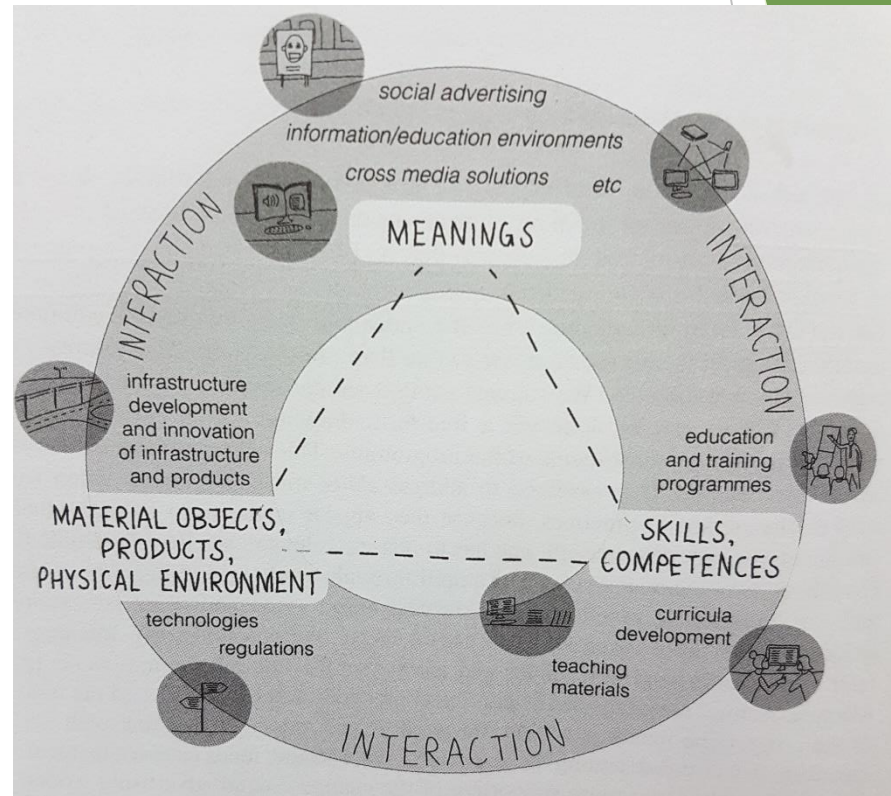 social advertising
information/education environments
cross media solutions etc
MEANINGS
INTERACTION
INTERACTION
infrastructure
development
and innovation
of infrastructure
and products
education
and training
programmes
MATERIAL OBJECTS,
PRODUCTS,
PHYSICAL ENVIRONMENT
SKILLS,
COMPETENCES
technologies
regulations
curricula
development
teaching
materials
INTERACTION